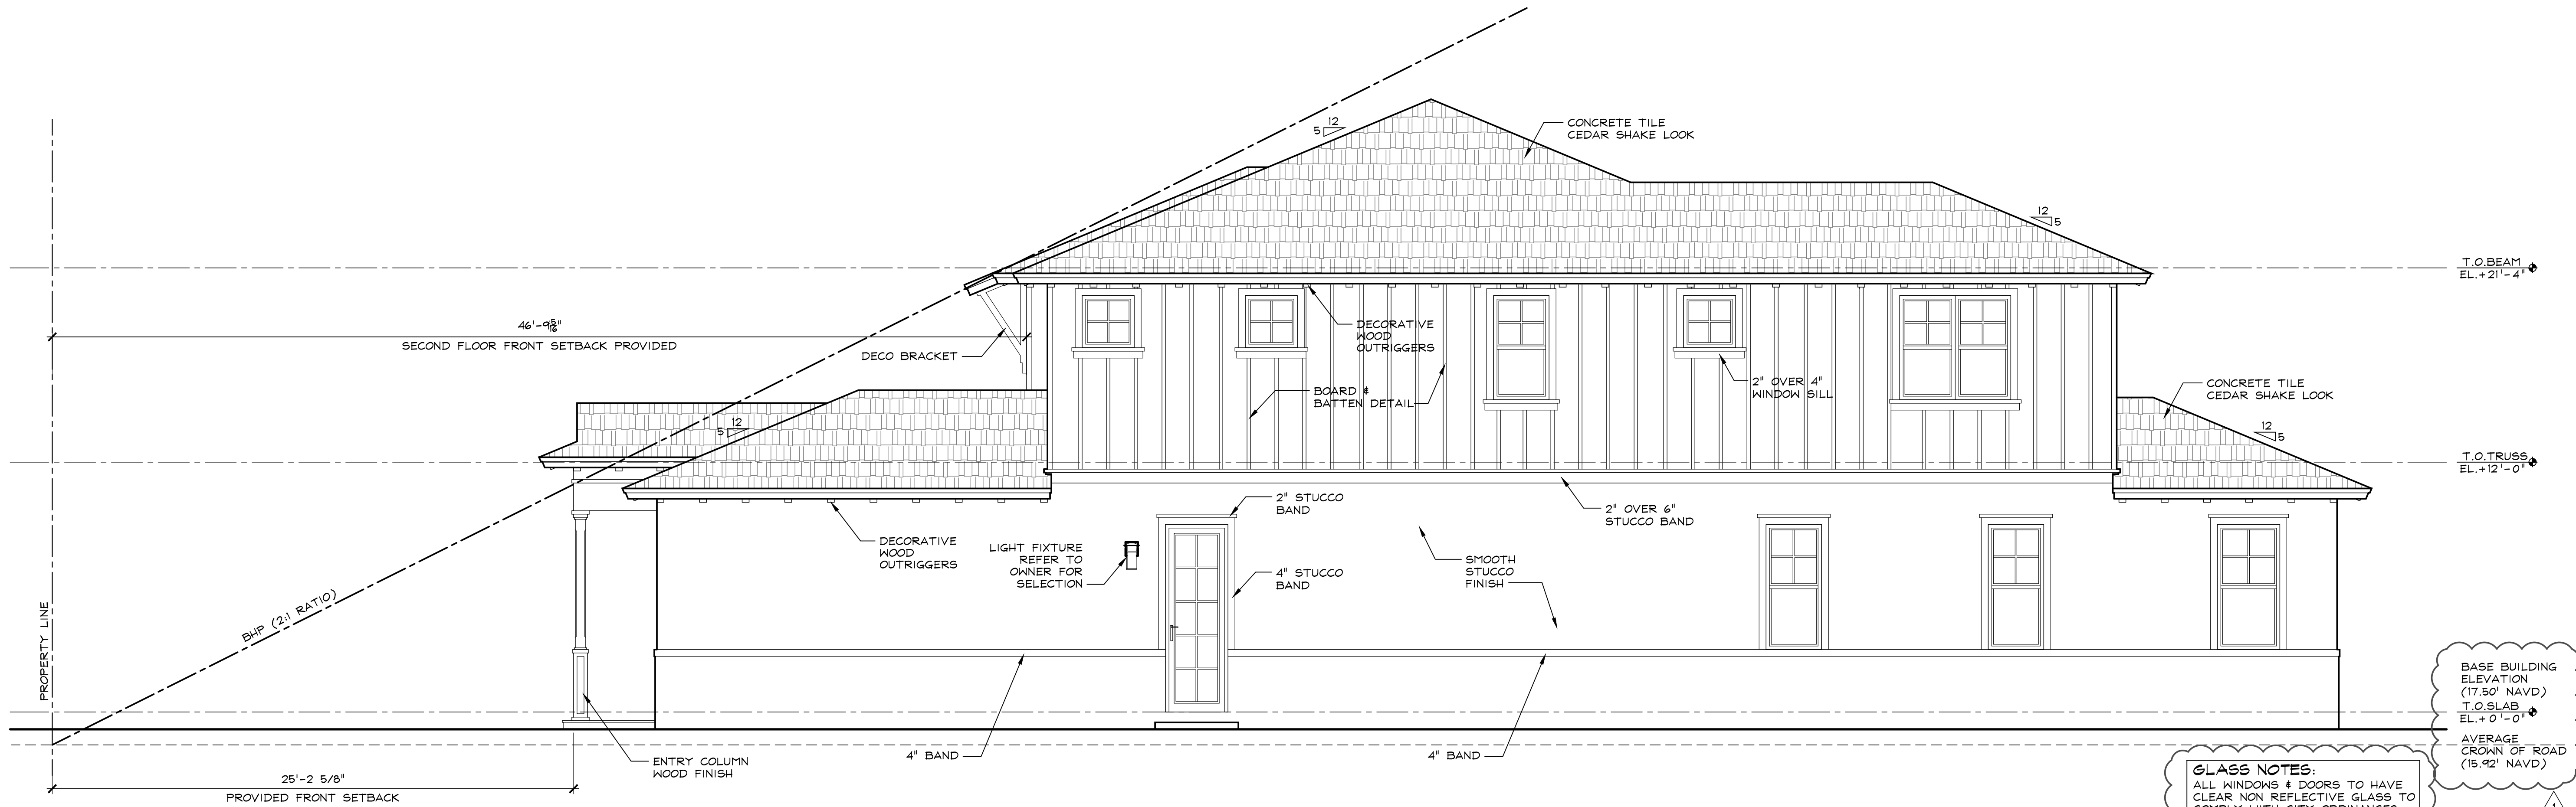 12
5
CONCRETE TILE
CEDAR SHAKE LOOK
12
5
T.O.BEAM
EL.+21'-4"
46'-9 5/16"
SECOND FLOOR FRONT SETBACK PROVIDED
DECO BRACKET
DECORATIVE
WOOD
OUTRIGGERS
BOARD &
BATTEN DETAIL
2" OVER 4"
WINDOW SILL
CONCRETE TILE
CEDAR SHAKE LOOK
12
5
12
5
T.O.TRUSS
EL.+12'-0"
2" STUCCO
BAND
2" OVER 6"
STUCCO BAND
DECORATIVE
WOOD
OUTRIGGERS
LIGHT FIXTURE
REFER TO
OWNER FOR
SELECTION
4" STUCCO
BAND
SMOOTH
STUCCO
FINISH
PROPERTY LINE
BHP (2:1 RATIO)
BASE BUILDING
ELEVATION
(17.50' NAVD)
T.O.SLAB
EL.+0'-0"
AVERAGE
CROWN OF ROAD
(15.92' NAVD)
4" BAND
4" BAND
ENTRY COLUMN
WOOD FINISH
25'-2 5/8"
PROVIDED FRONT SETBACK
GLASS NOTES:
ALL WINDOWS & DOORS TO HAVE
CLEAR NON REFLECTIVE GLASS TO
COMPLY WITH CITY ORDINANCES